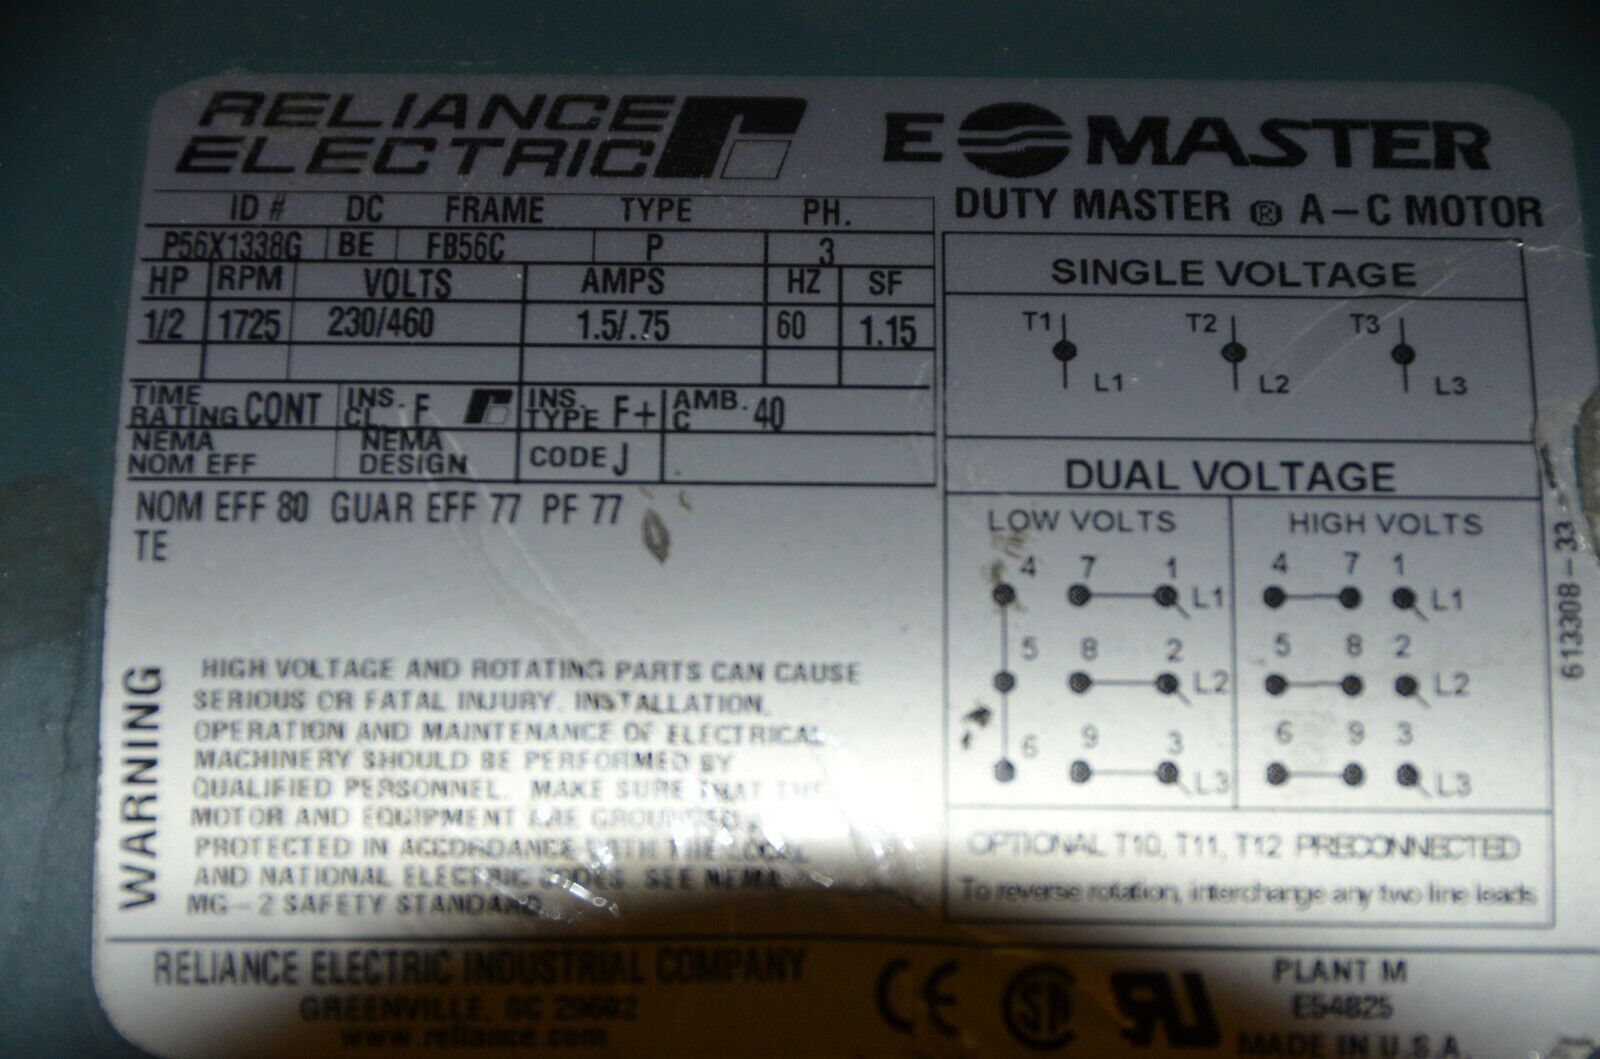 RELIANCE
ELECTRIC
E MASTER
DUTY MASTER ® A-C MOTOR
ID # DC FRAME TYPE PH.
P56X1338G BE FB56C P 3
HP RPM VOLTS AMPS HZ SF
1/2 1725 230/460 1.5/.75 60 1.15
TIME RATING CONT INS. CL. F INS. TYPE F+ AMB. C 40
NEMA NOM EFF NEMA DESIGN CODE J
NOM EFF 80 GUAR EFF 77 PF 77
TE
WARNING
HIGH VOLTAGE AND ROTATING PARTS CAN CAUSE
SERIOUS OR FATAL INJURY. INSTALLATION,
OPERATION AND MAINTENANCE OF ELECTRICAL
MACHINERY SHOULD BE PERFORMED BY
QUALIFIED PERSONNEL. MAKE SURE THAT THE
MOTOR AND EQUIPMENT ARE GROUNDED,
PROTECTED IN ACCORDANCE WITH THE LOCAL
AND NATIONAL ELECTRIC CODES. SEE NEMA
MG-2 SAFETY STANDARD.
SINGLE VOLTAGE
T1 T2 T3
L1 L2 L3
DUAL VOLTAGE
LOW VOLTS
4 7 1
L1
5 8 2
L2
6 9 3
L3
HIGH VOLTS
4 7 1
L1
5 8 2
L2
6 9 3
L3
OPTIONAL T10, T11, T12 PRECONNECTED
To reverse rotation, interchange any two line leads
613308-33
RELIANCE ELECTRIC INDUSTRIAL COMPANY
GREENVILLE, SC 29602
www.reliance.com
CE
SA
UR
PLANT M
E54825
MADE IN U.S.A.